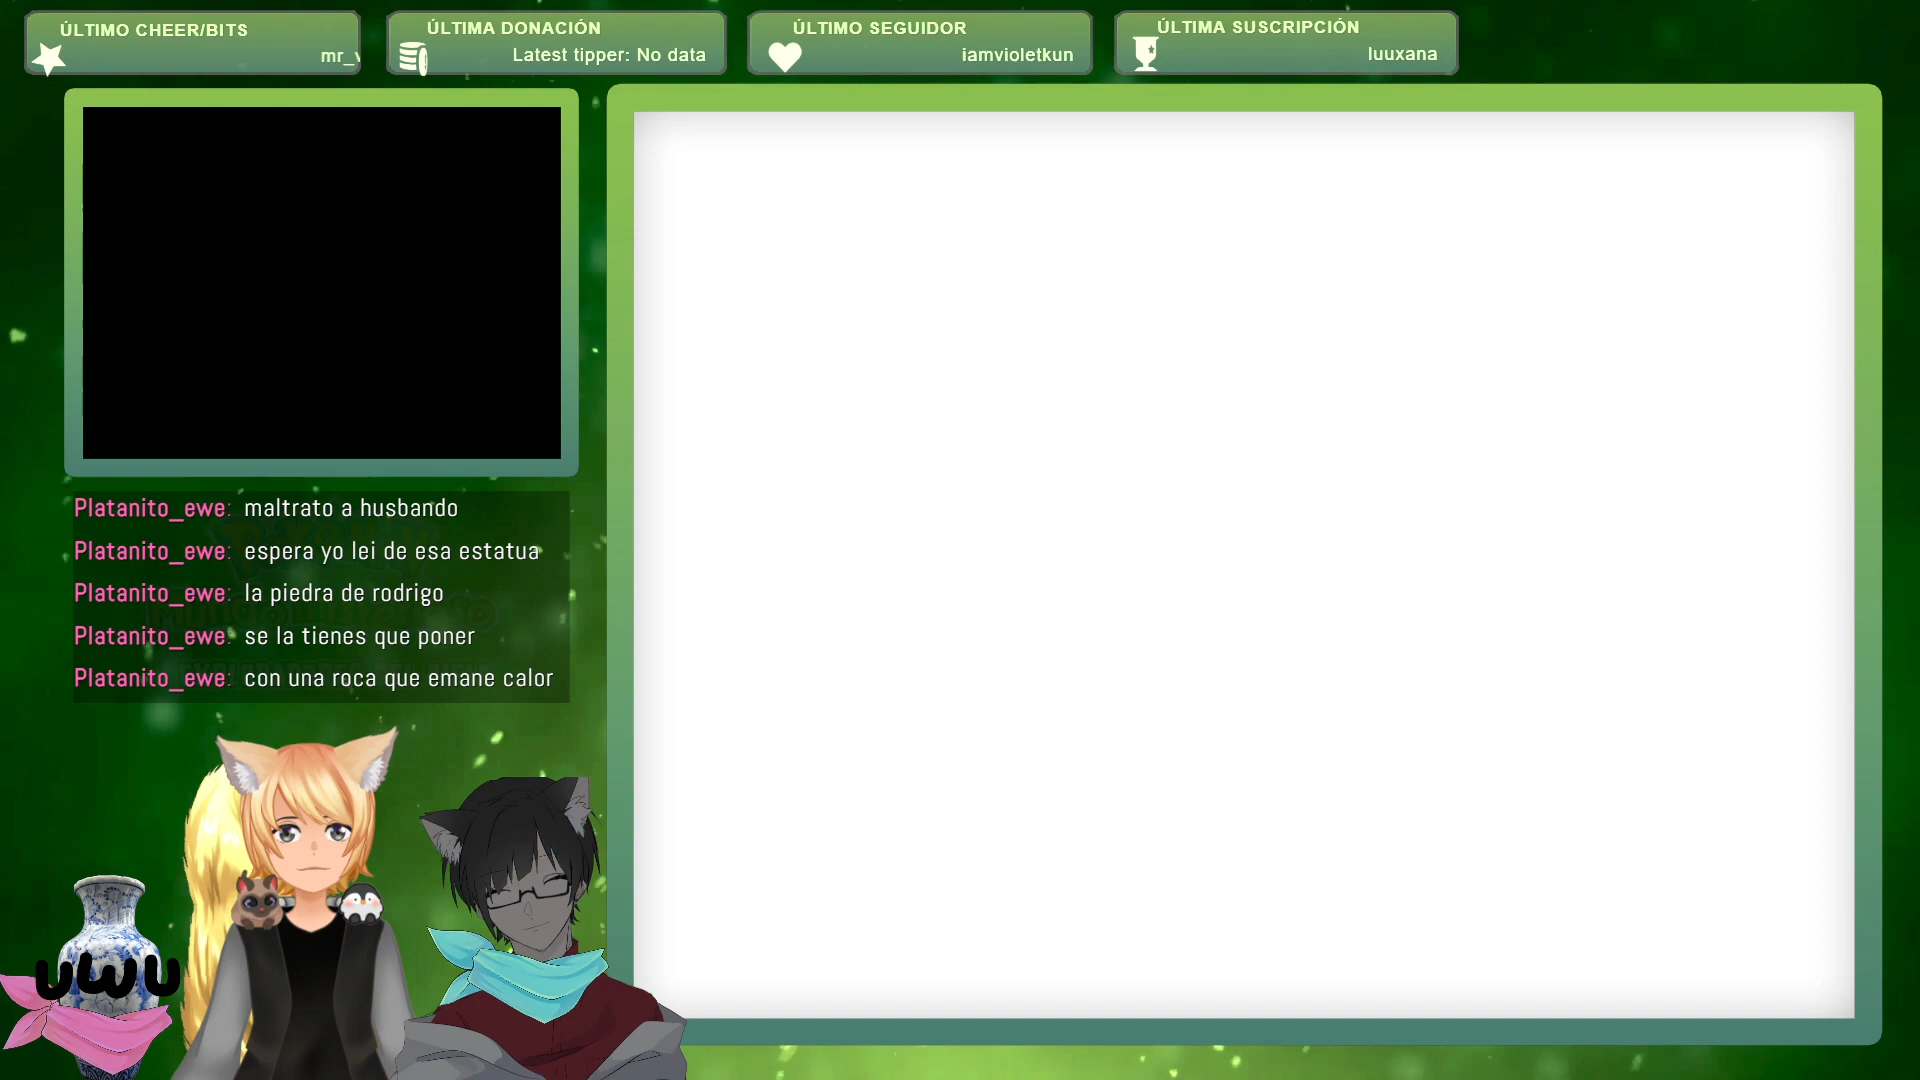 ÚLTIMO CHEER/BITS
mr_v
ÚLTIMA DONACIÓN
Latest tipper: No data
ÚLTIMO SEGUIDOR
iamvioletkun
ÚLTIMA SUSCRIPCIÓN
luuxana
Platanito_ewe: maltrato a husbando
Platanito_ewe: espera yo lei de esa estatua
Platanito_ewe: la piedra de rodrigo
Platanito_ewe: se la tienes que poner
Platanito_ewe: con una roca que emane calor
uwu